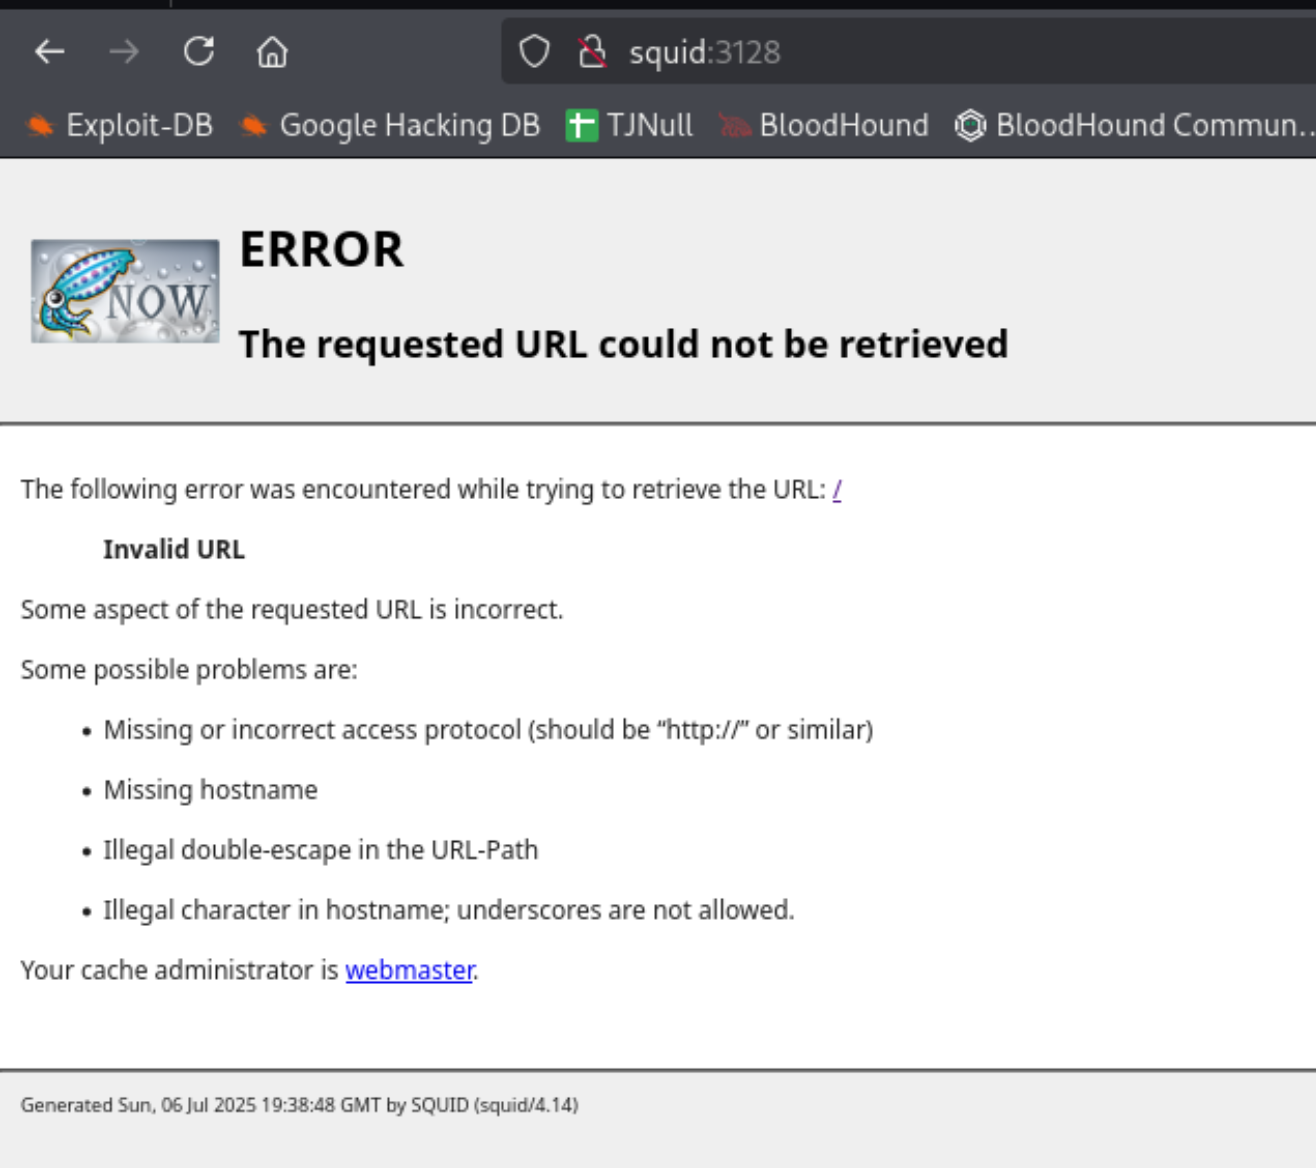 squid:3128
Exploit-DB Google Hacking DB TJNull BloodHound BloodHound Commun...
NOW
ERROR
The requested URL could not be retrieved
The following error was encountered while trying to retrieve the URL: /
Invalid URL
Some aspect of the requested URL is incorrect.
Some possible problems are:
• Missing or incorrect access protocol (should be “http://” or similar)
• Missing hostname
• Illegal double-escape in the URL-Path
• Illegal character in hostname; underscores are not allowed.
Your cache administrator is webmaster.
Generated Sun, 06 Jul 2025 19:38:48 GMT by SQUID (squid/4.14)